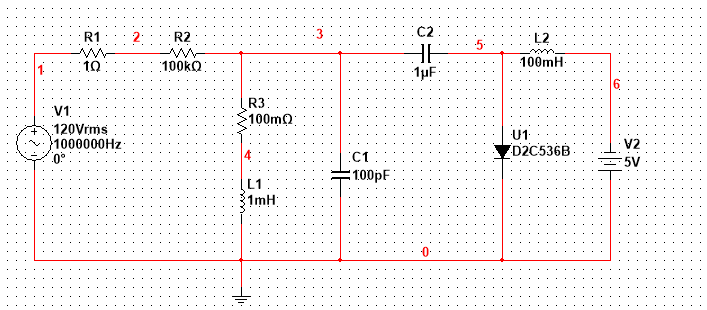 R1
1Ω
2
R2
100kΩ
3
C2
1µF
5
L2
100mH
1
6
V1
120Vrms
1000000Hz
0°
R3
100mΩ
4
L1
1mH
C1
100pF
U1
D2C536B
V2
5V
0